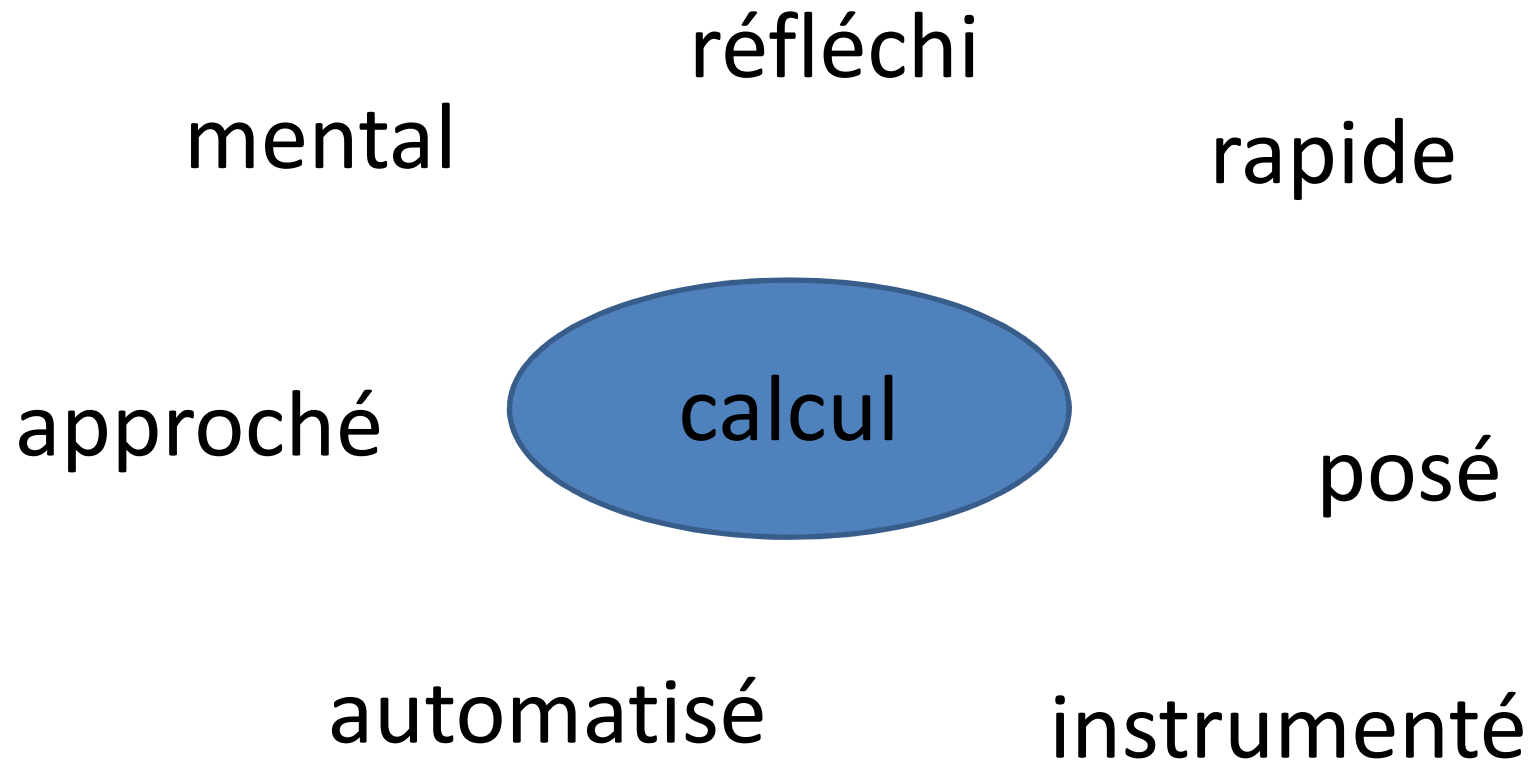 réfléchi
mental
rapide
approché
calcul
posé
automatisé
instrumenté